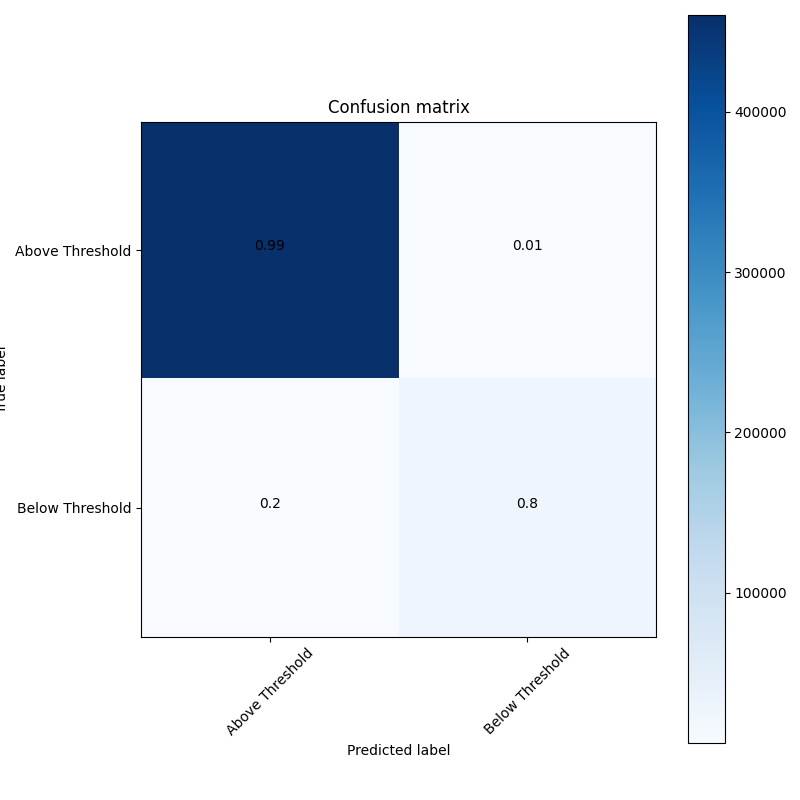 Confusion matrix
400000
300000
200000
100000
Above Threshold
0.99
0.01
Below Threshold
0.2
0.8
Above Threshold
Below Threshold
Predicted label